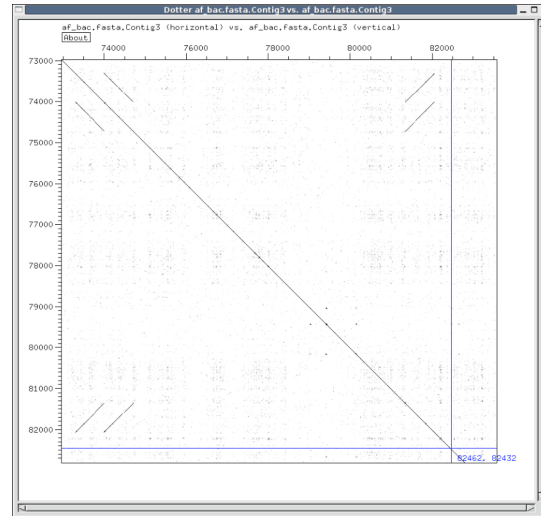 Dotter af_bac.fasta.Contig3 vs. af_bac.fasta.Contig3
af_bac.fasta.Contig3 (horizontal) vs. af_bac.fasta.Contig3 (vertical)
About
74000 76000 78000 80000 82000
73000
74000
75000
76000
77000
78000
79000
80000
81000
82000
82462, 82432